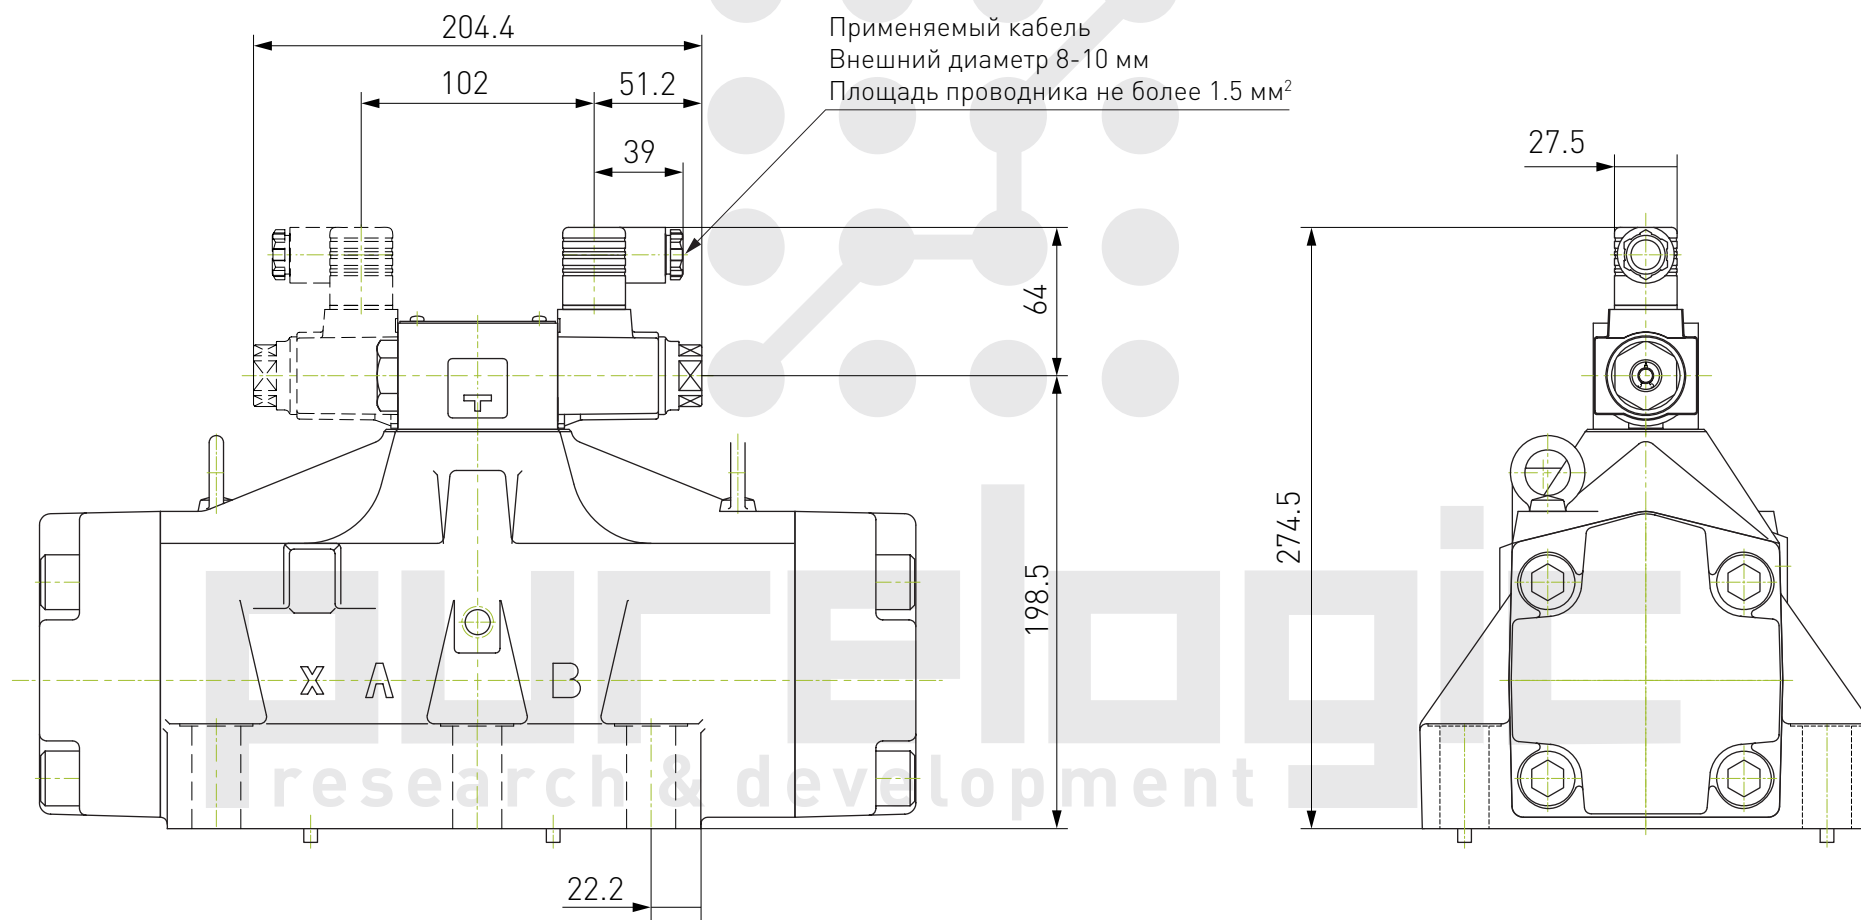 204.4
Применяемый кабель
Внешний диаметр 8-10 мм
Площадь проводника не более 1.5 мм²
102
51.2
39
27.5
64
274.5
198.5
X A B
T
purelogic
research & development
22.2